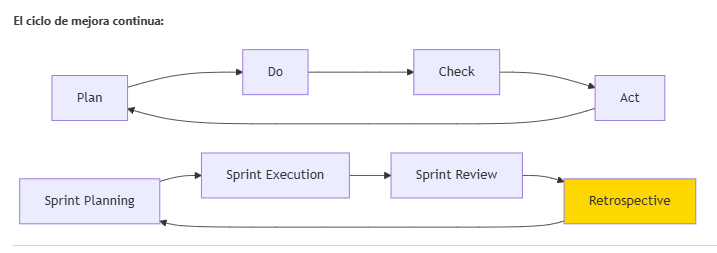 El ciclo de mejora continua:
Plan
Do
Check
Act
Sprint Planning
Sprint Execution
Sprint Review
Retrospective